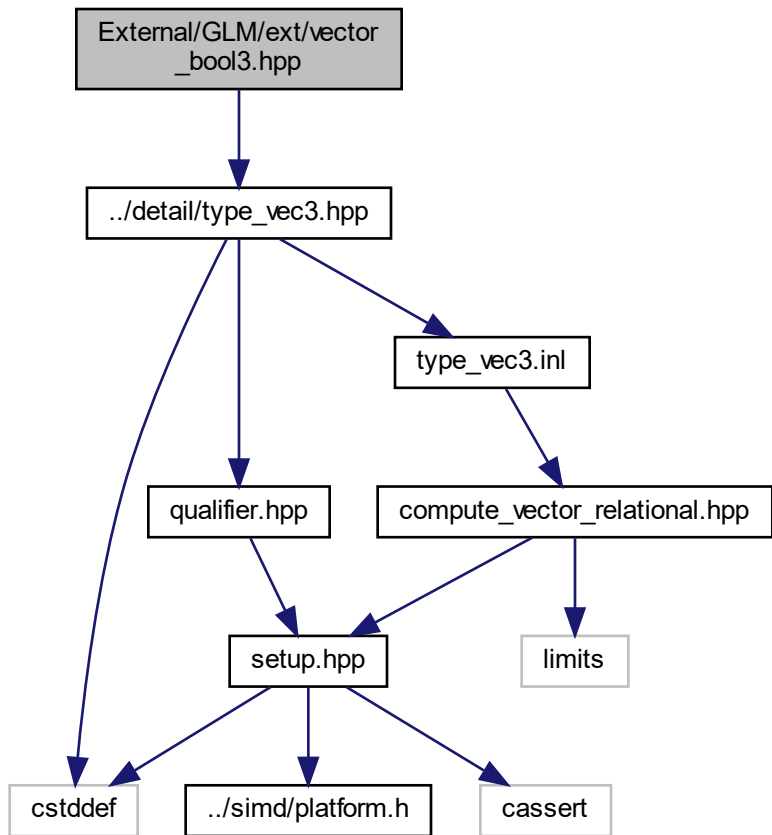 External/GLM/ext/vector
_bool3.hpp
../detail/type_vec3.hpp
type_vec3.inl
qualifier.hpp
compute_vector_relational.hpp
setup.hpp
limits
cstddef
../simd/platform.h
cassert